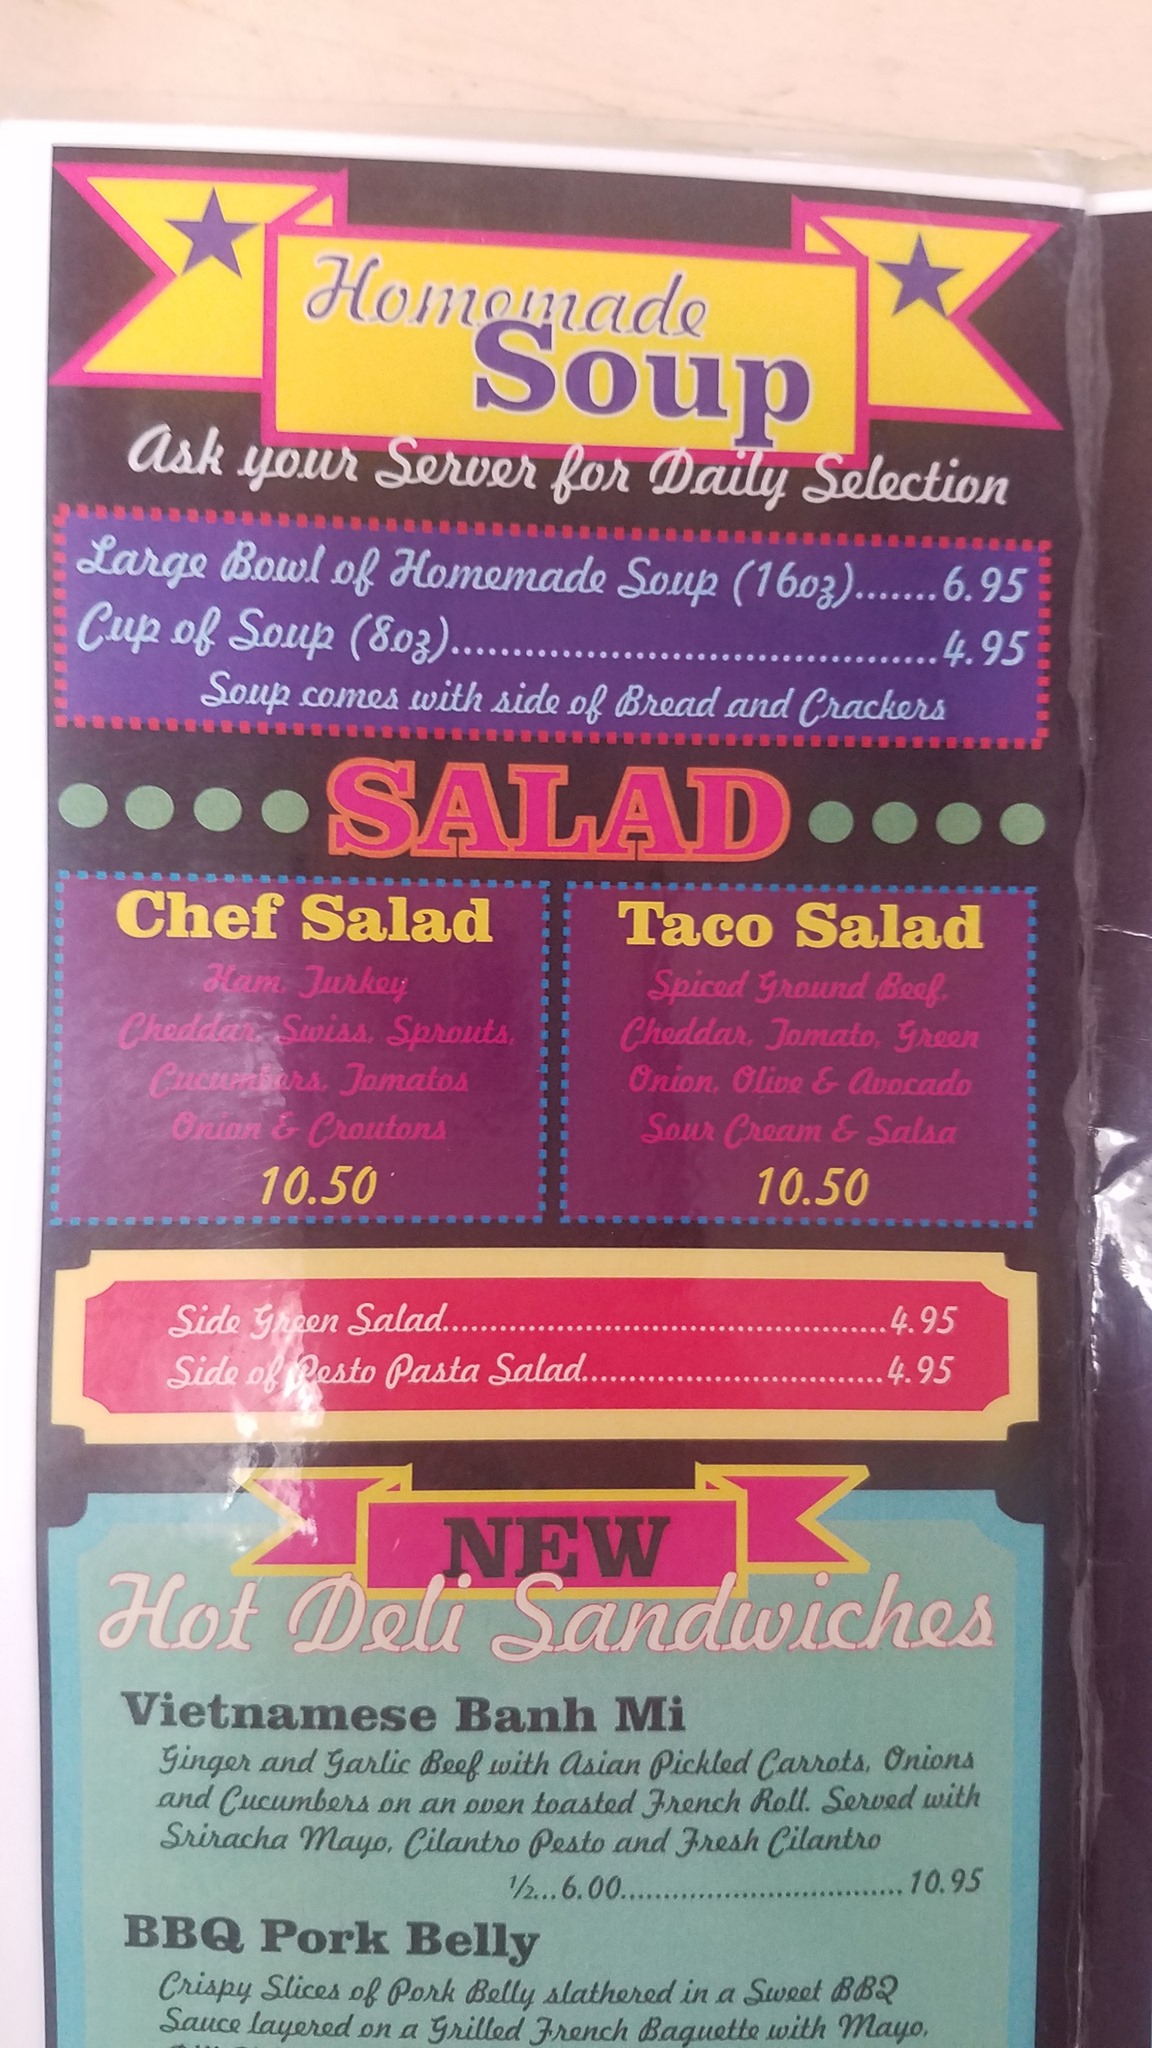 Homemade
Soup
Ask your Server for Daily Selection
Large Bowl of Homemade Soup (16oz).......6.95
Cup of Soup (8oz).......................................4.95
Soup comes with side of Bread and Crackers
SALAD
Chef Salad
Ham, Turkey
Cheddar, Swiss, Sprouts,
Cucumbers, Tomatos
Onion & Croutons
10.50
Taco Salad
Spiced Ground Beef,
Cheddar, Tomato, Green
Onion, Olive & Avocado
Sour Cream & Salsa
10.50
Side Green Salad...............................................4.95
Side of Pesto Pasta Salad................................4.95
NEW
Hot Deli Sandwiches
Vietnamese Banh Mi
Ginger and Garlic Beef with Asian Pickled Carrots, Onions
and Cucumbers on an oven toasted French Roll. Served with
Sriracha Mayo, Cilantro Pesto and Fresh Cilantro
½...6.00...................................10.95
BBQ Pork Belly
Crispy Slices of Pork Belly slathered in a Sweet BBQ
Sauce layered on a Grilled French Baguette with Mayo,